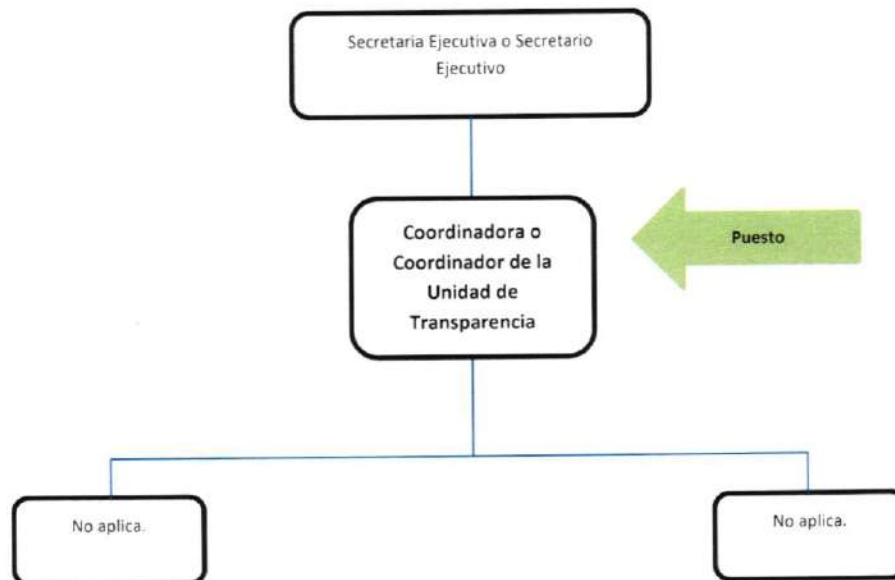 Secretaria Ejecutiva o Secretario
Ejecutivo
Coordinadora o
Coordinador de la
Unidad de
Transparencia
Puesto
No aplica.
No aplica.